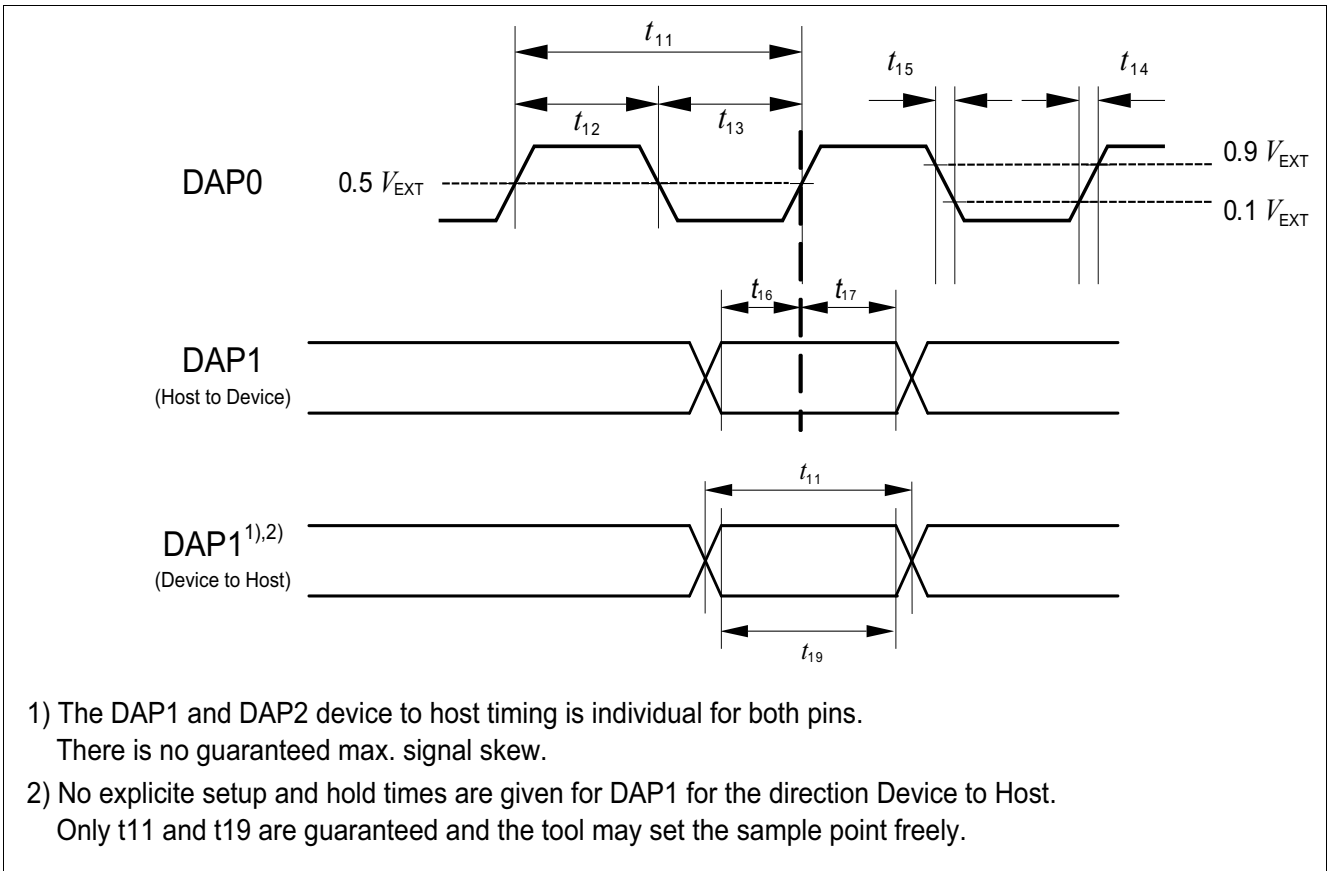 t11
t15
t14
t12
t13
DAP0
0.5 VEXT
0.9 VEXT
0.1 VEXT
t16
t17
DAP1
(Host to Device)
t11
DAP1 1),2)
(Device to Host)
t19
1) The DAP1 and DAP2 device to host timing is individual for both pins.
There is no guaranteed max. signal skew.
2) No explicite setup and hold times are given for DAP1 for the direction Device to Host.
Only t11 and t19 are guaranteed and the tool may set the sample point freely.